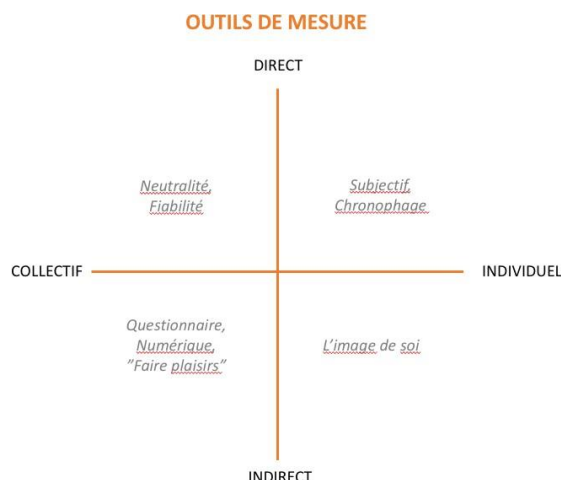 OUTILS DE MESURE
DIRECT
Neutralité,
Fiabilité
Subjectif,
Chronophage
COLLECTIF
INDIVIDUEL
Questionnaire,
Numérique,
”Faire plaisirs”
L’image de soi
INDIRECT